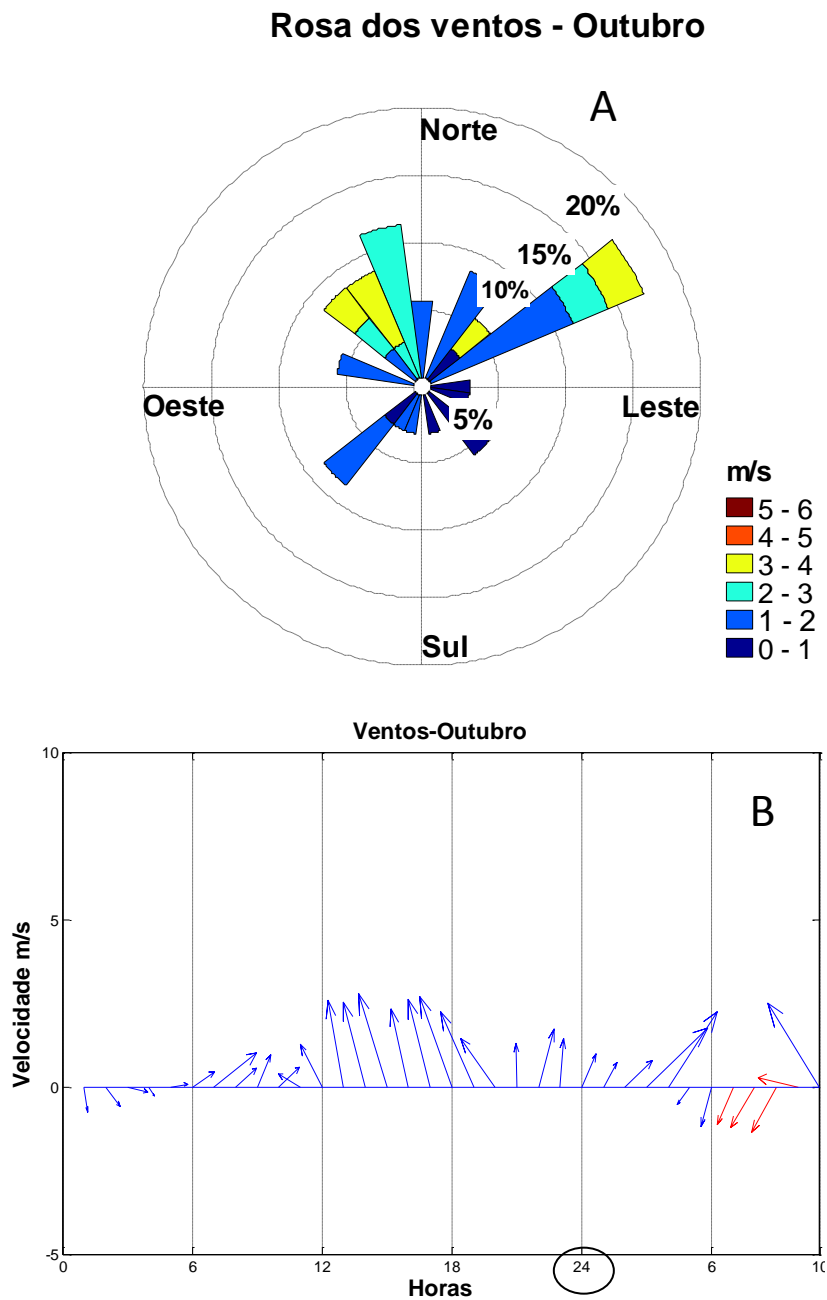 Rosa dos ventos - Outubro
A
Norte
20%
15%
10%
Oeste
Leste
5%
Sul
m/s
5 - 6
4 - 5
3 - 4
2 - 3
1 - 2
0 - 1
Ventos-Outubro
B
10
5
0
-5
Velocidade m/s
0 6 12 18 24 6 10
Horas